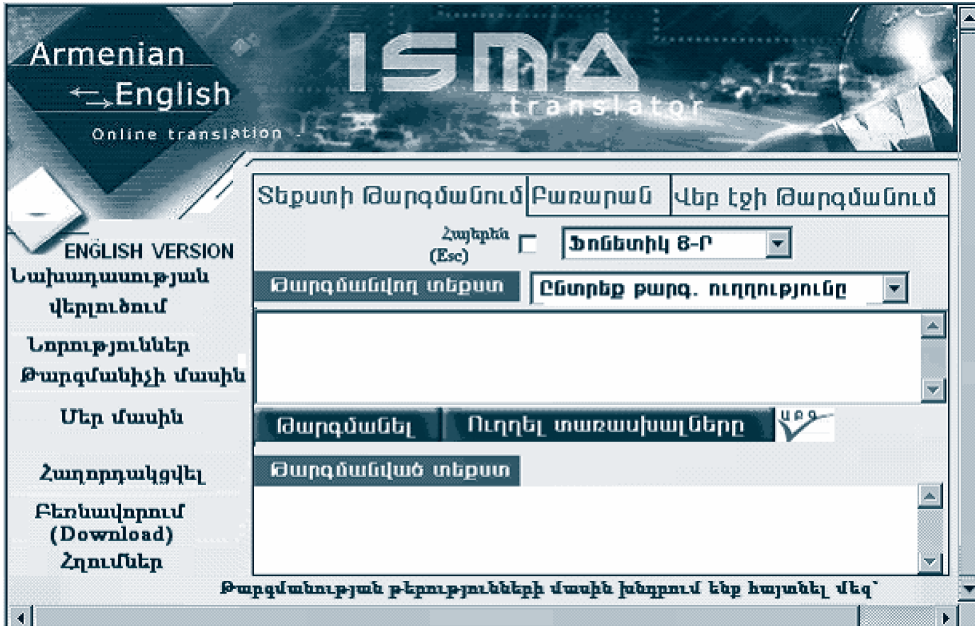 Armenian
English
Online translation -
ISMA
translator
Տեքստի Թարգմանում
Բառարան
Վեբ էջի Թարգմանում
ENGLISH VERSION
Նախադասության
վերլուծում
Նորություններ
Թարգմանիչի մասին
Մեր մասին
Հաղորդակցվել
Բեռնավորում
(Download)
Հղումներ
Հայերեն
(Esc)
Ֆոնետիկ 8-Ր
Թարգմանվող տեքստ
Ընտրեք թարգ. ուղղությունը
Թարգմանել
Ուղղել տառասխալները
ԱԲԳ
Թարգմանված տեքստ
Թարգմանության թերությունների մասին խնդրում ենք հայտնել մեզ՝